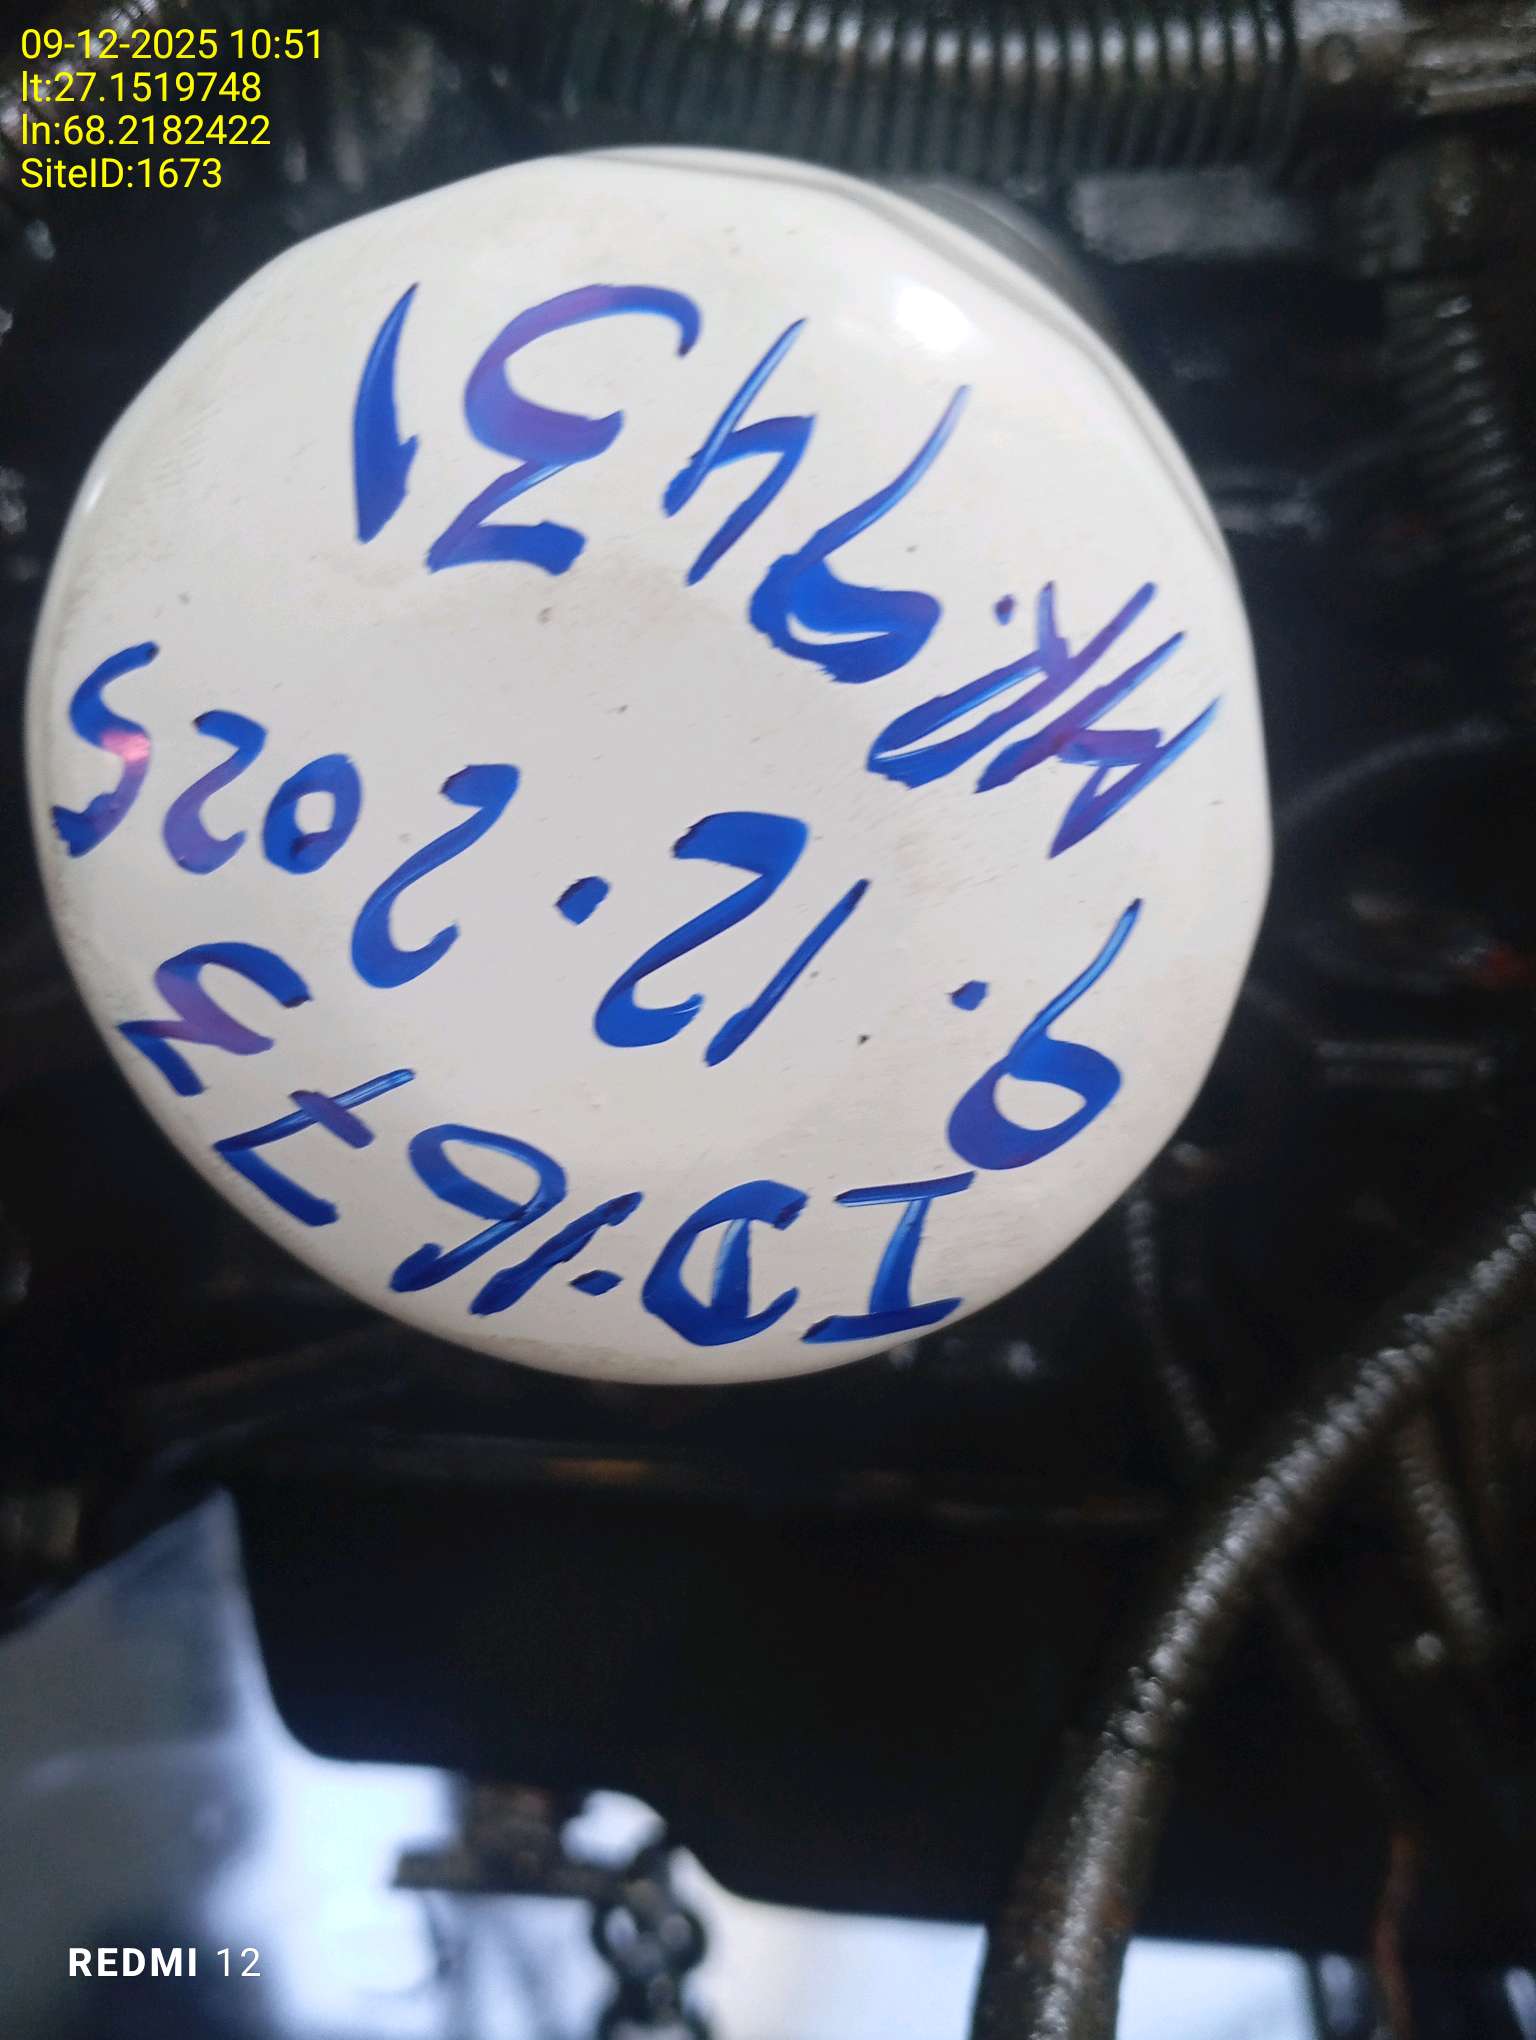 09-12-2025 10:51
lt:27.1519748
ln:68.2182422
SiteID:1673
ID.1673
9.12.2025
HR.9431
REDMI 12